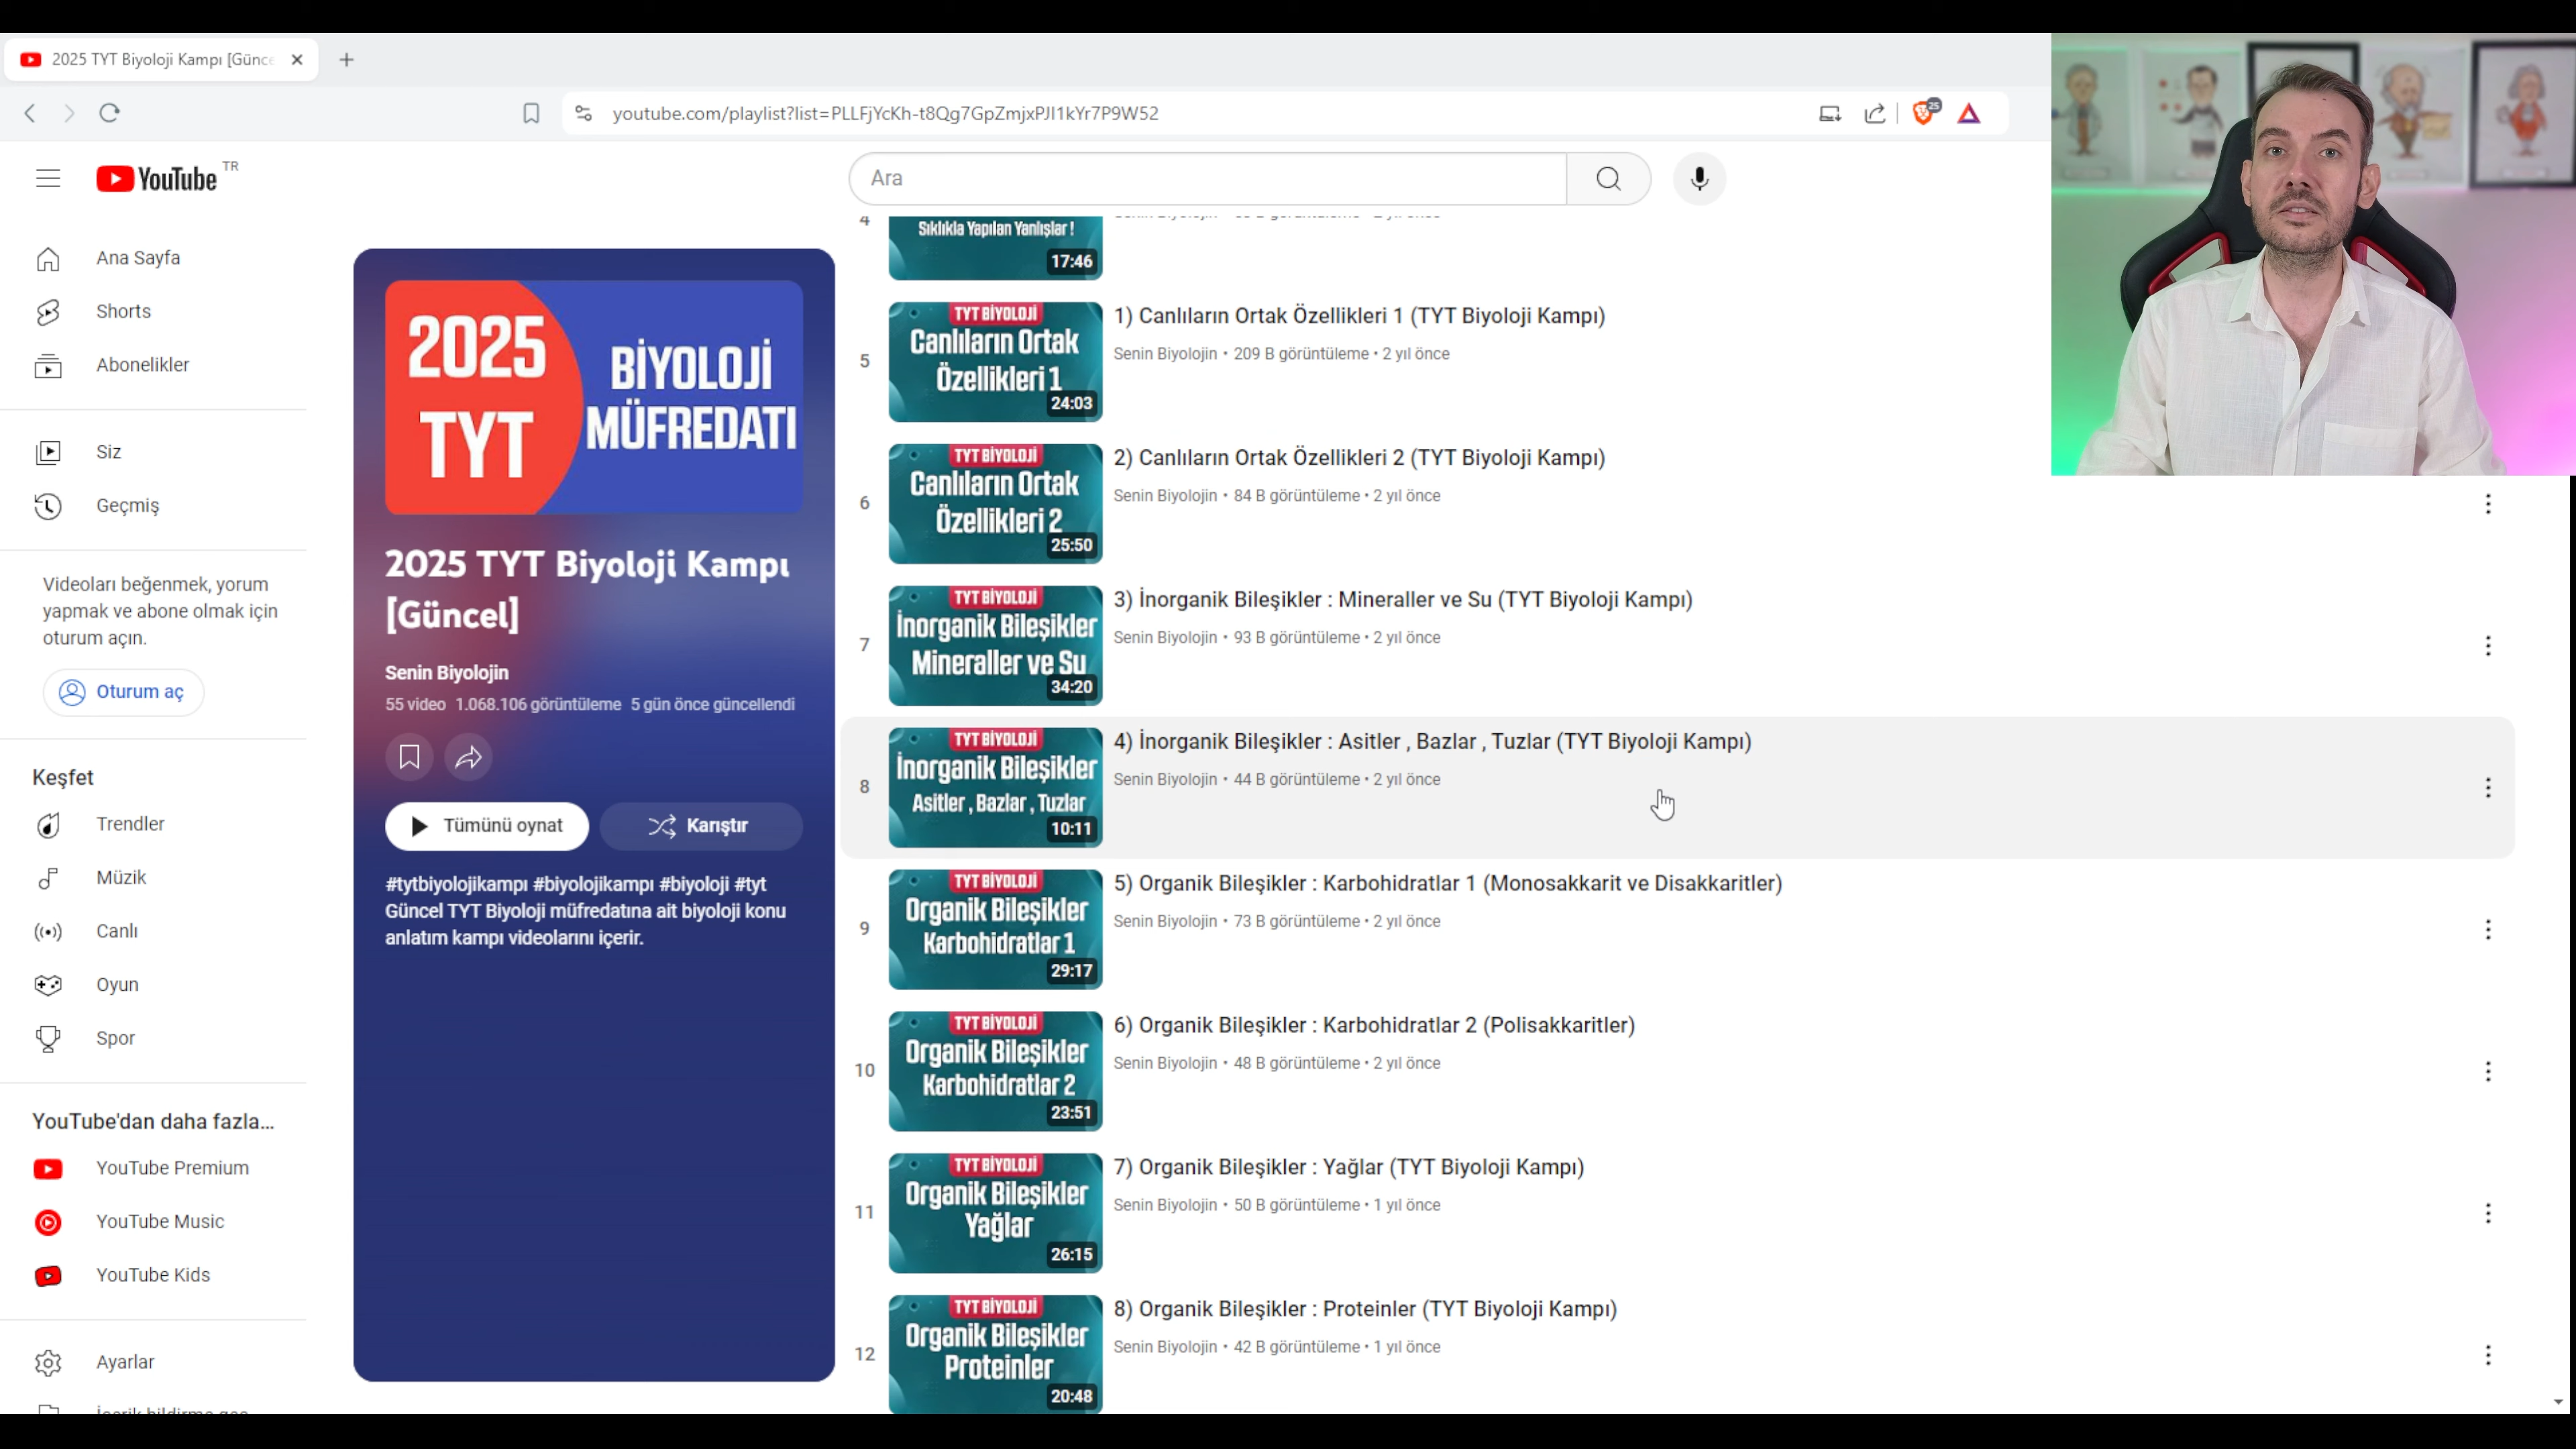 2025 TYT Biyoloji Kampı [Günce
youtube.com/playlist?list=PLLFjYcKh-t8Qg7GpZmjxPJI1kYr7P9W52
25
YouTube TR
Ara
Ana Sayfa
Shorts
Abonelikler
Siz
Geçmiş
Videoları beğenmek, yorum
yapmak ve abone olmak için
oturum açın.
Oturum aç
Keşfet
Trendler
Müzik
Canlı
Oyun
Spor
YouTube'dan daha fazla...
YouTube Premium
YouTube Music
YouTube Kids
Ayarlar
2025
TYT
BİYOLOJİ
MÜFREDATI
2025 TYT Biyoloji Kampı
[Güncel]
Senin Biyolojin
55 video 1.068.106 görüntüleme 5 gün önce güncellendi
Tümünü oynat
Karıştır
#tytbiyolojikampı #biyolojikampı #biyoloji #tyt
Güncel TYT Biyoloji müfredatına ait biyoloji konu
anlatım kampı videolarını içerir.
4
Sıklıkla Yapılan Yanlışlar !
17:46
5
TYT BİYOLOJİ
Canlıların Ortak
Özellikleri 1
24:03
1) Canlıların Ortak Özellikleri 1 (TYT Biyoloji Kampı)
Senin Biyolojin • 209 B görüntüleme • 2 yıl önce
6
TYT BİYOLOJİ
Canlıların Ortak
Özellikleri 2
25:50
2) Canlıların Ortak Özellikleri 2 (TYT Biyoloji Kampı)
Senin Biyolojin • 84 B görüntüleme • 2 yıl önce
7
TYT BİYOLOJİ
İnorganik Bileşikler
Mineraller ve Su
34:20
3) İnorganik Bileşikler : Mineraller ve Su (TYT Biyoloji Kampı)
Senin Biyolojin • 93 B görüntüleme • 2 yıl önce
8
TYT BİYOLOJİ
İnorganik Bileşikler
Asitler , Bazlar , Tuzlar
10:11
4) İnorganik Bileşikler : Asitler , Bazlar , Tuzlar (TYT Biyoloji Kampı)
Senin Biyolojin • 44 B görüntüleme • 2 yıl önce
9
TYT BİYOLOJİ
Organik Bileşikler
Karbohidratlar 1
29:17
5) Organik Bileşikler : Karbohidratlar 1 (Monosakkarit ve Disakkaritler)
Senin Biyolojin • 73 B görüntüleme • 2 yıl önce
10
TYT BİYOLOJİ
Organik Bileşikler
Karbohidratlar 2
23:51
6) Organik Bileşikler : Karbohidratlar 2 (Polisakkaritler)
Senin Biyolojin • 48 B görüntüleme • 2 yıl önce
11
TYT BİYOLOJİ
Organik Bileşikler
Yağlar
26:15
7) Organik Bileşikler : Yağlar (TYT Biyoloji Kampı)
Senin Biyolojin • 50 B görüntüleme • 1 yıl önce
12
TYT BİYOLOJİ
Organik Bileşikler
Proteinler
20:48
8) Organik Bileşikler : Proteinler (TYT Biyoloji Kampı)
Senin Biyolojin • 42 B görüntüleme • 1 yıl önce